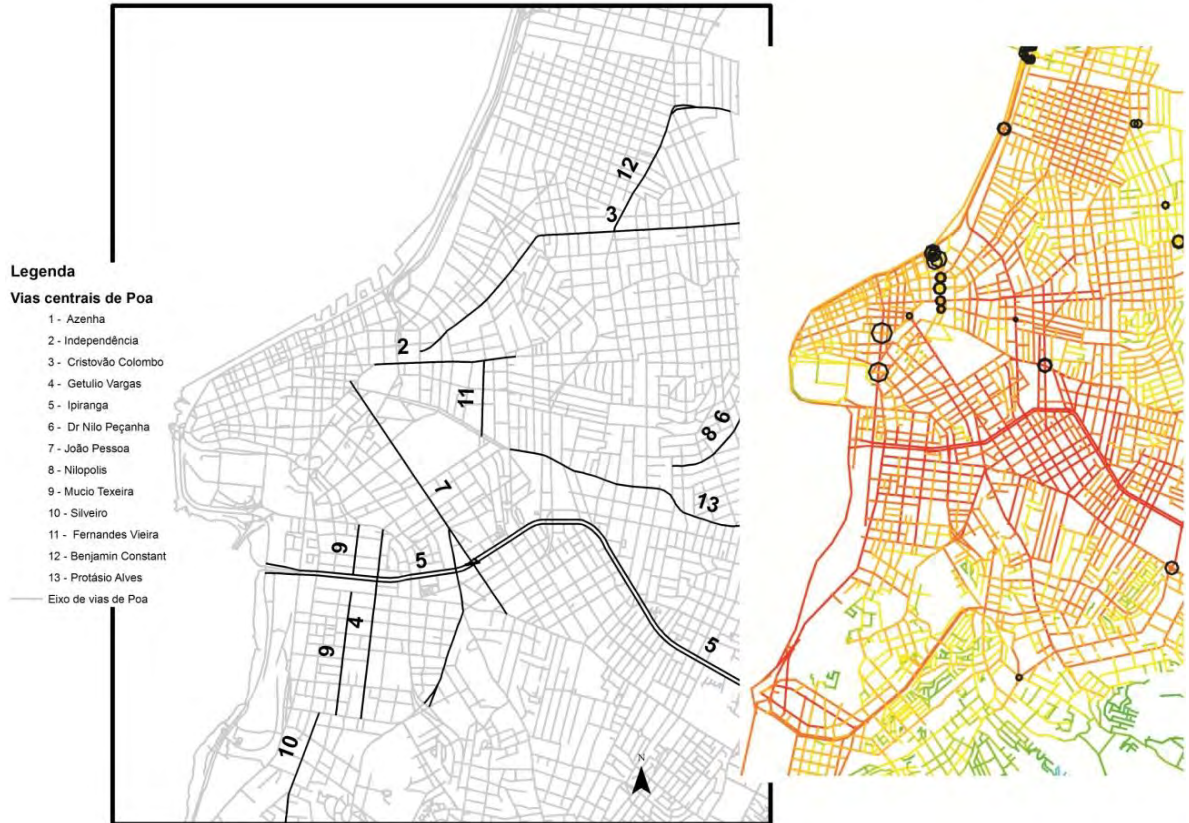 Legenda
Vias centrais de Poa
1 - Azenha
2 - Independência
3 - Cristovão Colombo
4 - Getulio Vargas
5 - Ipiranga
6 - Dr Nilo Peçanha
7 - João Pessoa
8 - Nilopolis
9 - Mucio Texeira
10 - Silveiro
11 - Fernandes Vieira
12 - Benjamin Constant
13 - Protásio Alves
Eixo de vias de Poa
12
3
2
11
8 6
7
13
9
5
4
9
5
10
N